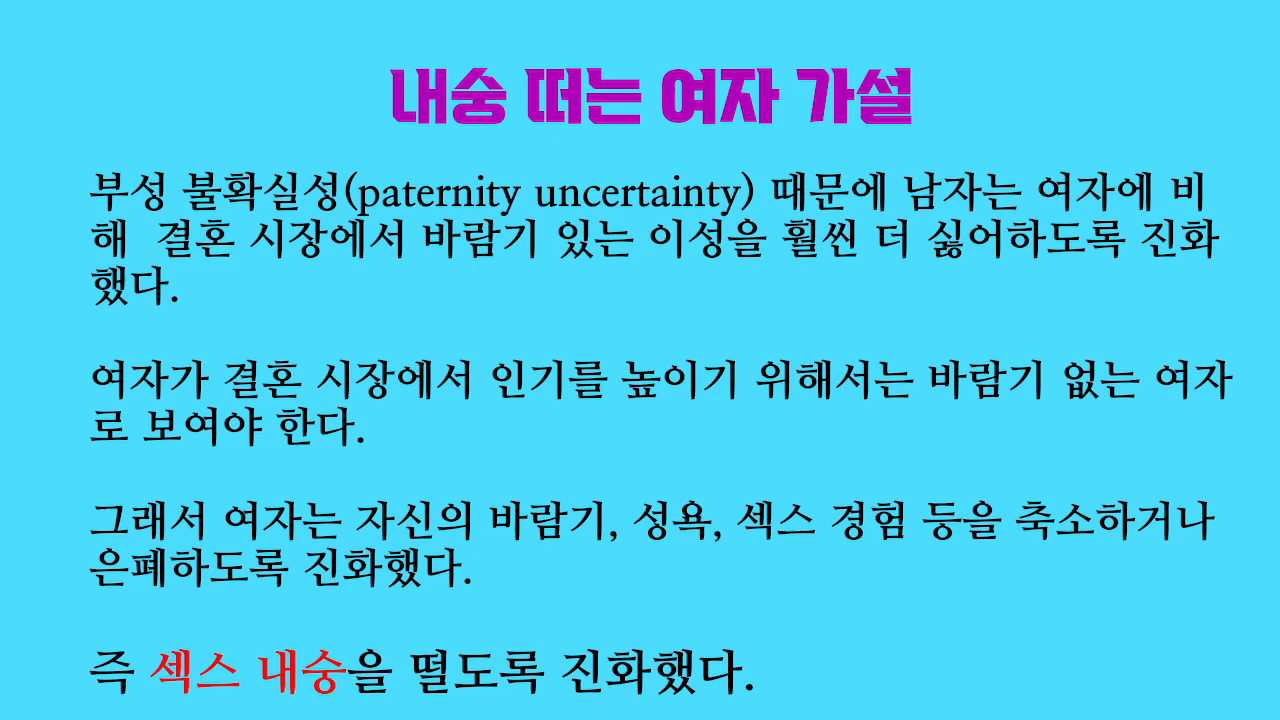 내숭 떠는 여자 가설
부성 불확실성(paternity uncertainty) 때문에 남자는 여자에 비
해  결혼 시장에서 바람기 있는 이성을 훨씬 더 싫어하도록 진화
했다.
여자가 결혼 시장에서 인기를 높이기 위해서는 바람기 없는 여자
로 보여야 한다.
그래서 여자는 자신의 바람기, 성욕, 섹스 경험 등을 축소하거나
은폐하도록 진화했다.
즉 섹스 내숭을 떨도록 진화했다.